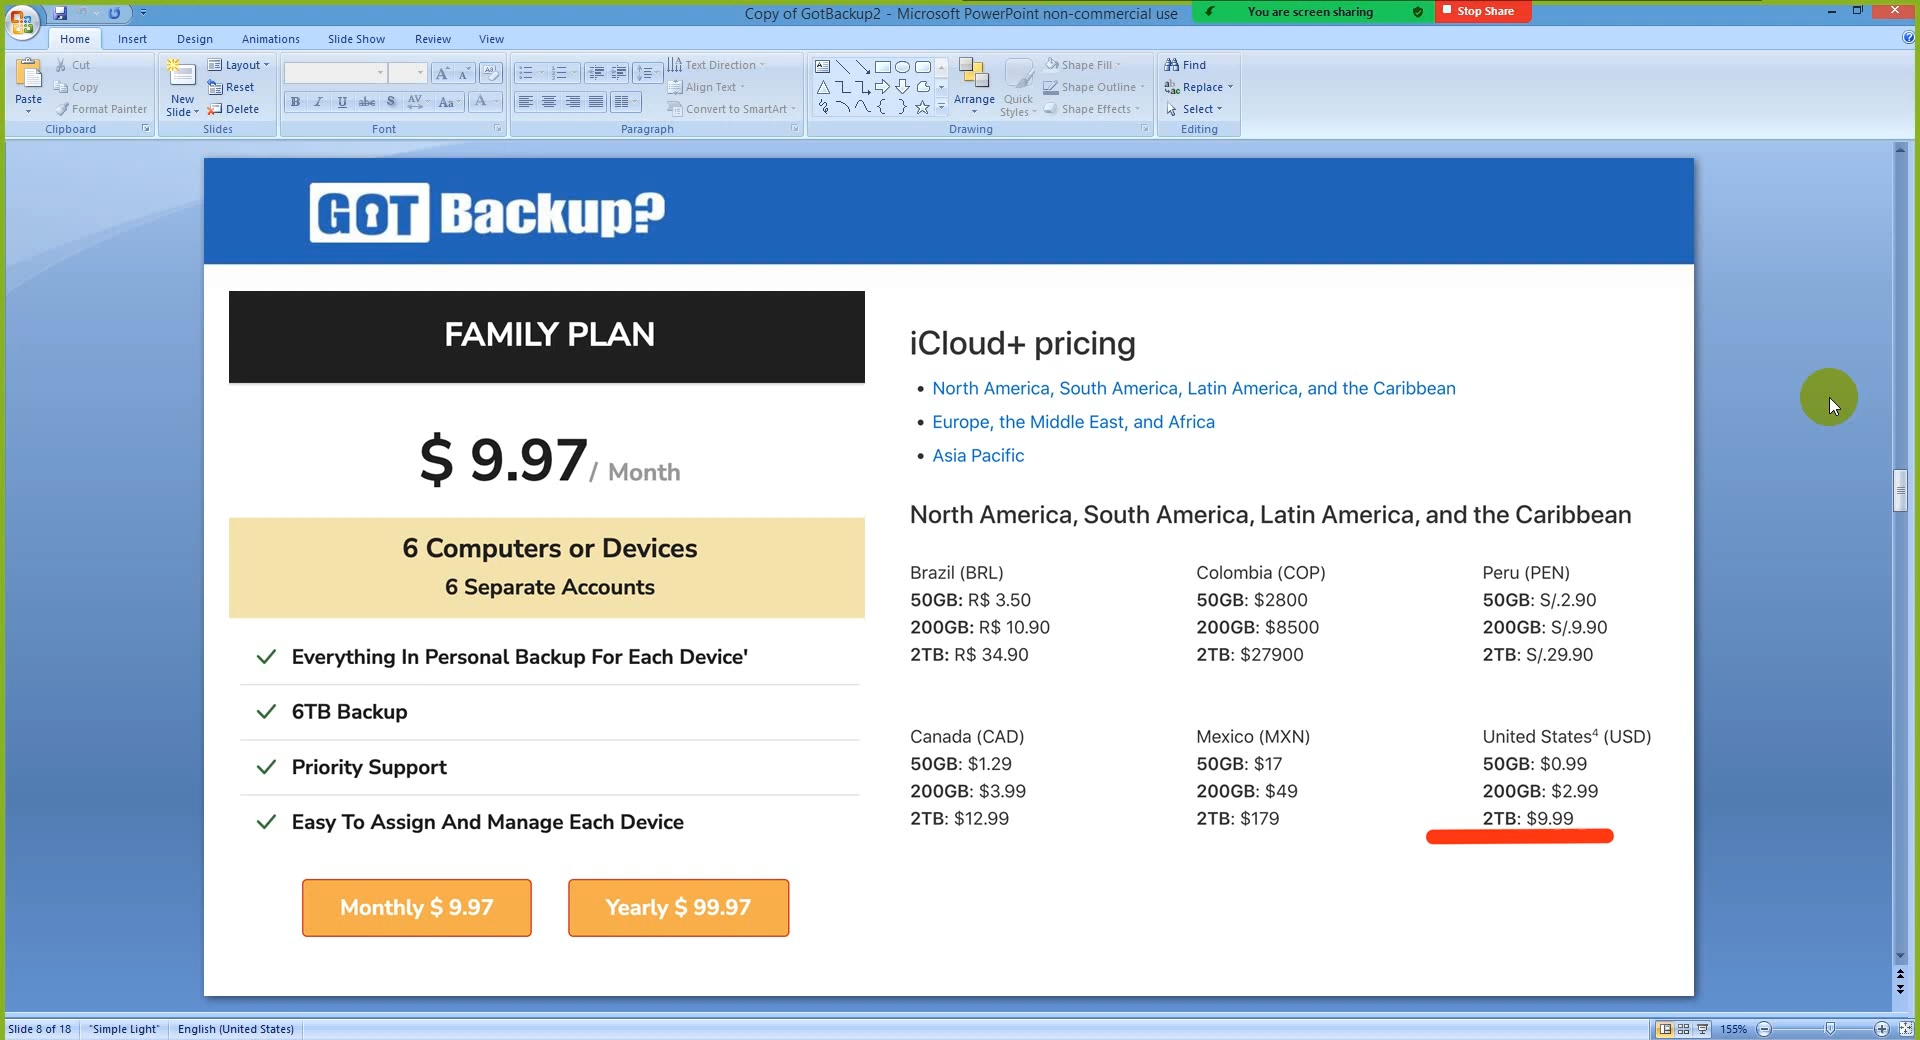 Copy of GotBackup2 - Microsoft PowerPoint non-commercial use
You are screen sharing
Stop Share
Home Insert Design Animations Slide Show Review View
Paste
Cut
Copy
Format Painter
Clipboard
New
Slide
Layout
Reset
Delete
Slides
B I U abc S AV Aa A
Font
Text Direction
Align Text
Convert to SmartArt
Paragraph
Arrange
Quick
Styles
Shape Fill
Shape Outline
Shape Effects
Drawing
Find
Replace
Select
Editing
GOT Backup?
FAMILY PLAN
$ 9.97 / Month
6 Computers or Devices
6 Separate Accounts
Everything In Personal Backup For Each Device'
6TB Backup
Priority Support
Easy To Assign And Manage Each Device
Monthly $ 9.97
Yearly $ 99.97
iCloud+ pricing
• North America, South America, Latin America, and the Caribbean
• Europe, the Middle East, and Africa
• Asia Pacific
North America, South America, Latin America, and the Caribbean
Brazil (BRL)
50GB: R$ 3.50
200GB: R$ 10.90
2TB: R$ 34.90
Colombia (COP)
50GB: $2800
200GB: $8500
2TB: $27900
Peru (PEN)
50GB: S/.2.90
200GB: S/.9.90
2TB: S/.29.90
Canada (CAD)
50GB: $1.29
200GB: $3.99
2TB: $12.99
Mexico (MXN)
50GB: $17
200GB: $49
2TB: $179
United States⁴ (USD)
50GB: $0.99
200GB: $2.99
2TB: $9.99
Slide 8 of 18
"Simple Light"
English (United States)
155%